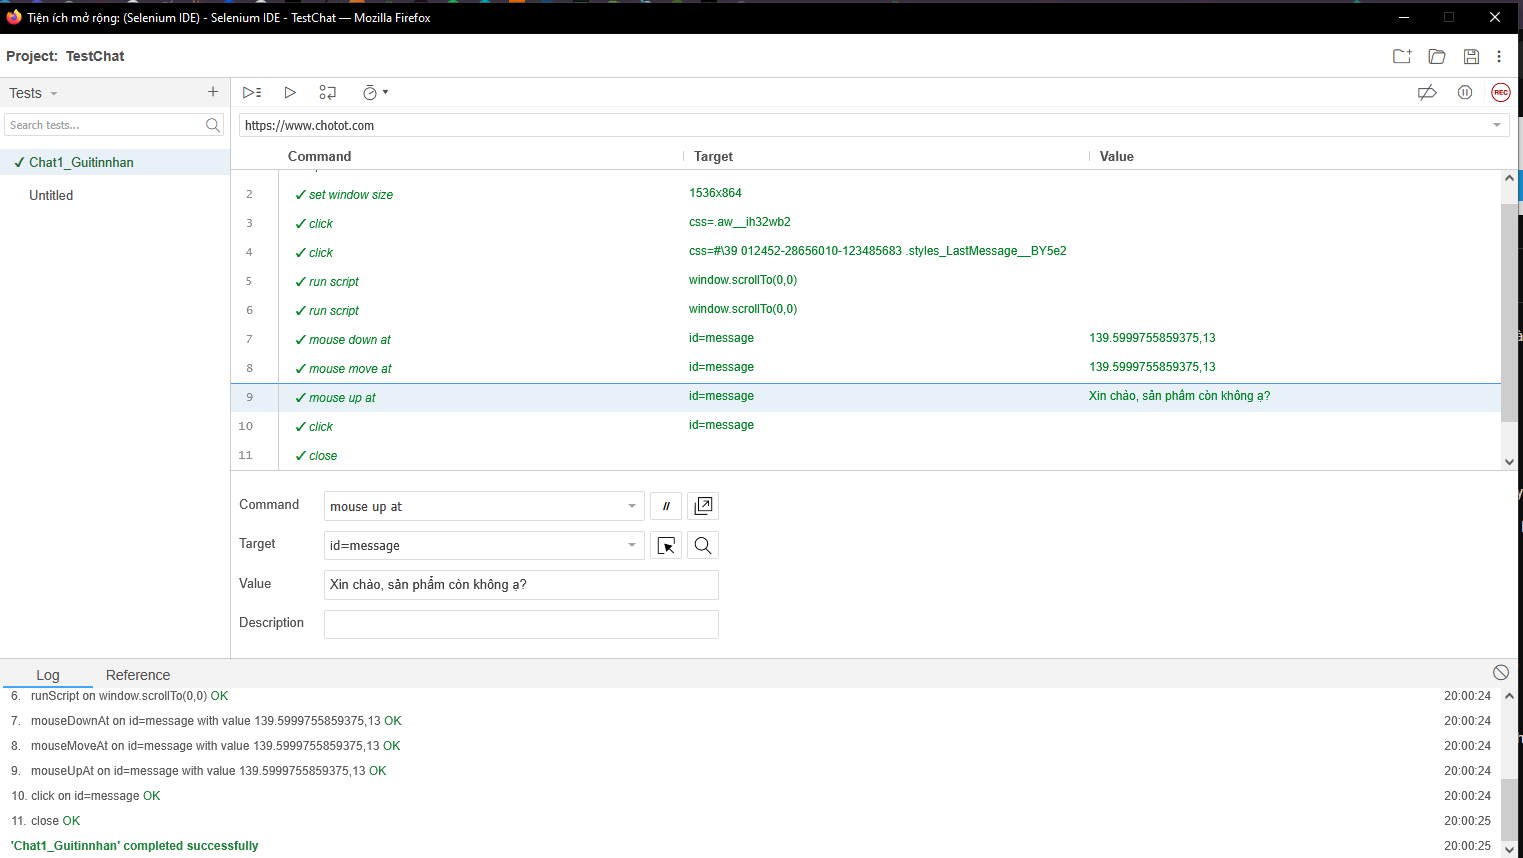 Tiện ích mở rộng: (Selenium IDE) - Selenium IDE - TestChat — Mozilla Firefox
Project: TestChat
Tests
Search tests...
✓ Chat1_Guitinnhan
Untitled
REC
https://www.chotot.com
Command Target Value
2 ✓ set window size 1536x864
3 ✓ click css=.aw__ih32wb2
4 ✓ click css=#\39 012452-28656010-123485683 .styles_LastMessage__BY5e2
5 ✓ run script window.scrollTo(0,0)
6 ✓ run script window.scrollTo(0,0)
7 ✓ mouse down at id=message 139.5999755859375,13
8 ✓ mouse move at id=message 139.5999755859375,13
9 ✓ mouse up at id=message Xin chào, sản phẩm còn không ạ?
10 ✓ click id=message
11 ✓ close
Command mouse up at //
Target id=message
Value Xin chào, sản phẩm còn không ạ?
Description
Log Reference
6. runScript on window.scrollTo(0,0) OK 20:00:24
7. mouseDownAt on id=message with value 139.5999755859375,13 OK 20:00:24
8. mouseMoveAt on id=message with value 139.5999755859375,13 OK 20:00:24
9. mouseUpAt on id=message with value 139.5999755859375,13 OK 20:00:24
10. click on id=message OK 20:00:24
11. close OK 20:00:25
'Chat1_Guitinnhan' completed successfully 20:00:25